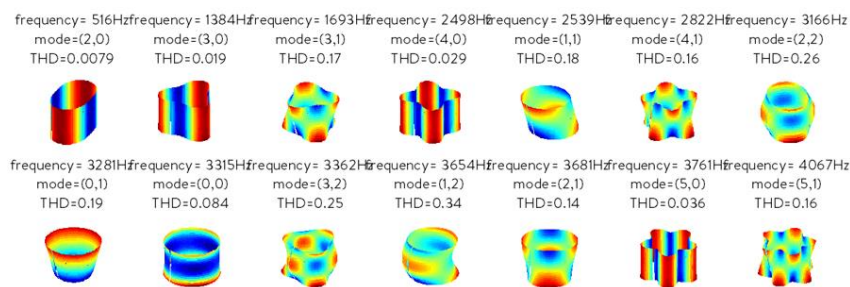 frequency= 516Hz frequency= 1384Hz frequency= 1693Hz frequency= 2498Hz frequency= 2539Hz frequency= 2822Hz frequency= 3166Hz
mode=(2,0) mode=(3,0) mode=(3,1) mode=(4,0) mode=(1,1) mode=(4,1) mode=(2,2)
THD=0.0079 THD=0.019 THD=0.17 THD=0.029 THD=0.18 THD=0.16 THD=0.26
frequency= 3281Hz frequency= 3315Hz frequency= 3362Hz frequency= 3654Hz frequency= 3681Hz frequency= 3761Hz frequency= 4067Hz
mode=(0,1) mode=(0,0) mode=(3,2) mode=(1,2) mode=(2,1) mode=(5,0) mode=(5,1)
THD=0.19 THD=0.084 THD=0.25 THD=0.34 THD=0.14 THD=0.036 THD=0.16